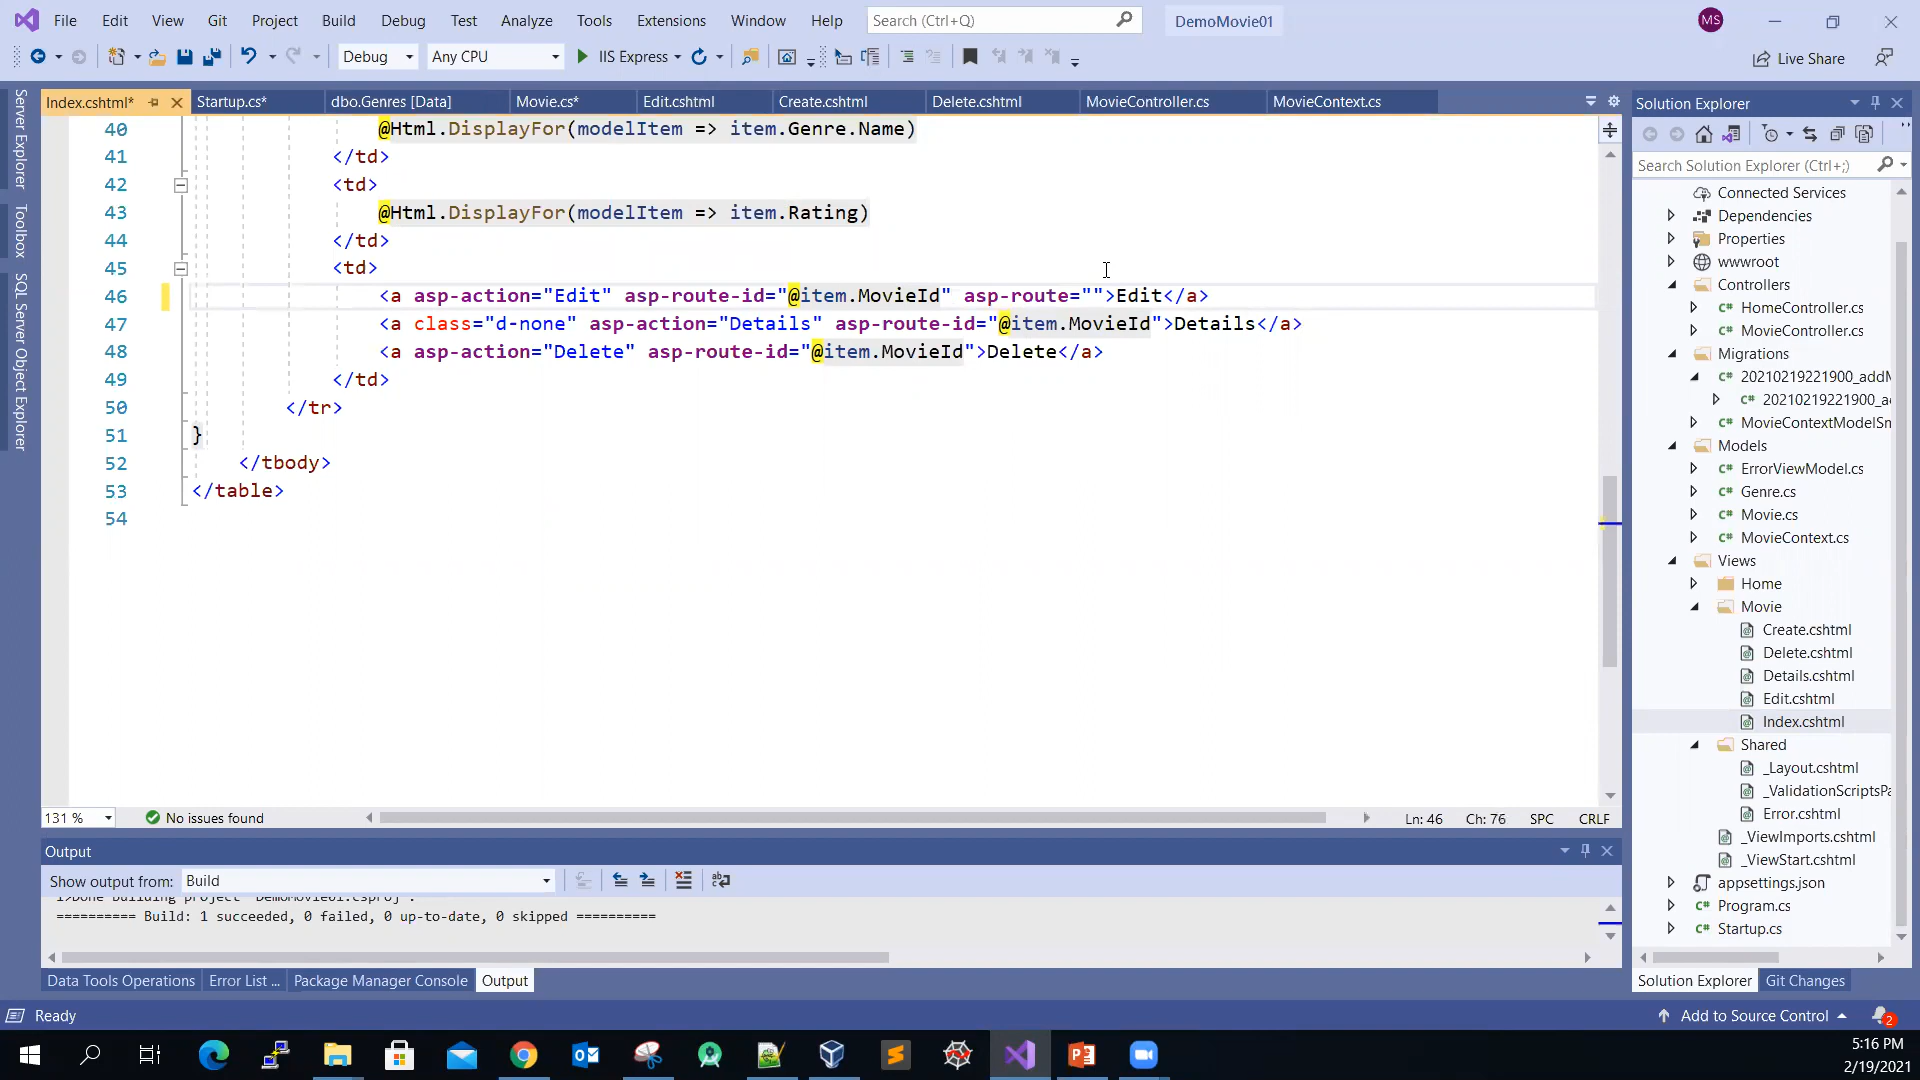 File Edit View Git Project Build Debug Test Analyze Tools Extensions Window Help Search (Ctrl+Q) DemoMovie01 MS
Debug Any CPU IIS Express Live Share
Index.cshtml* Startup.cs* dbo.Genres [Data] Movie.cs* Edit.cshtml Create.cshtml Delete.cshtml MovieController.cs MovieContext.cs
Server Explorer
Toolbox
SQL Server Object Explorer
40 @Html.DisplayFor(modelItem => item.Genre.Name)
41 </td>
42 <td>
43 @Html.DisplayFor(modelItem => item.Rating)
44 </td>
45 <td>
46 <a asp-action="Edit" asp-route-id="@item.MovieId" asp-route="">Edit</a>
47 <a class="d-none" asp-action="Details" asp-route-id="@item.MovieId">Details</a>
48 <a asp-action="Delete" asp-route-id="@item.MovieId">Delete</a>
49 </td>
50 </tr>
51 }
52 </tbody>
53 </table>
54
131 % No issues found Ln: 46 Ch: 76 SPC CRLF
Output
Show output from: Build
========== Build: 1 succeeded, 0 failed, 0 up-to-date, 0 skipped ==========
Data Tools Operations Error List ... Package Manager Console Output
Solution Explorer
Search Solution Explorer (Ctrl+;)
Connected Services
Dependencies
Properties
wwwroot
Controllers
C# HomeController.cs
C# MovieController.cs
Migrations
C# 20210219221900_addM
C# 20210219221900_a
C# MovieContextModelSn
Models
C# ErrorViewModel.cs
C# Genre.cs
C# Movie.cs
C# MovieContext.cs
Views
Home
Movie
Create.cshtml
Delete.cshtml
Details.cshtml
Edit.cshtml
Index.cshtml
Shared
_Layout.cshtml
_ValidationScriptsPa
Error.cshtml
_ViewImports.cshtml
_ViewStart.cshtml
appsettings.json
C# Program.cs
C# Startup.cs
Solution Explorer Git Changes
Ready Add to Source Control 2
5:16 PM
2/19/2021